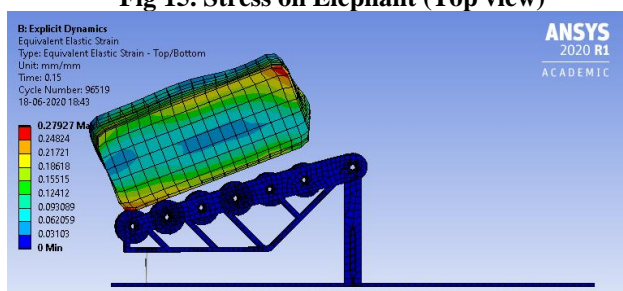 Fig 15. Stress on Elephant (Top view)
B: Explicit Dynamics
Equivalent Elastic Strain
Type: Equivalent Elastic Strain - Top/Bottom
Unit: mm/mm
Time: 0.15
Cycle Number: 96519
18-06-2020 18:43
0.27927 Ma
0.24824
0.21721
0.18618
0.15515
0.12412
0.093089
0.062059
0.03103
0 Min
ANSYS
2020 R1
ACADEMIC